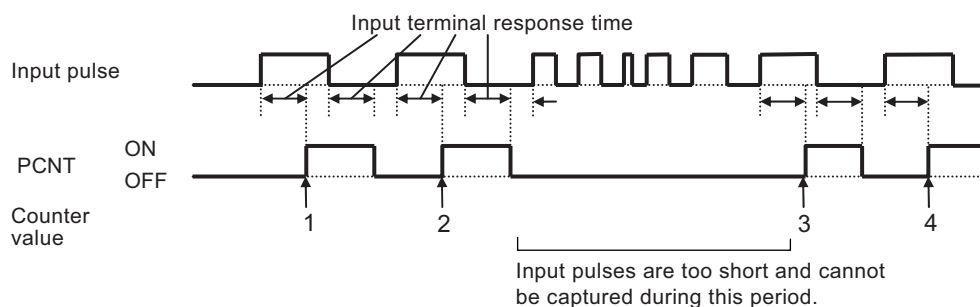 Input terminal response time
Input pulse
PCNT
ON
OFF
Counter
value
1
2
3
4
Input pulses are too short and cannot
be captured during this period.